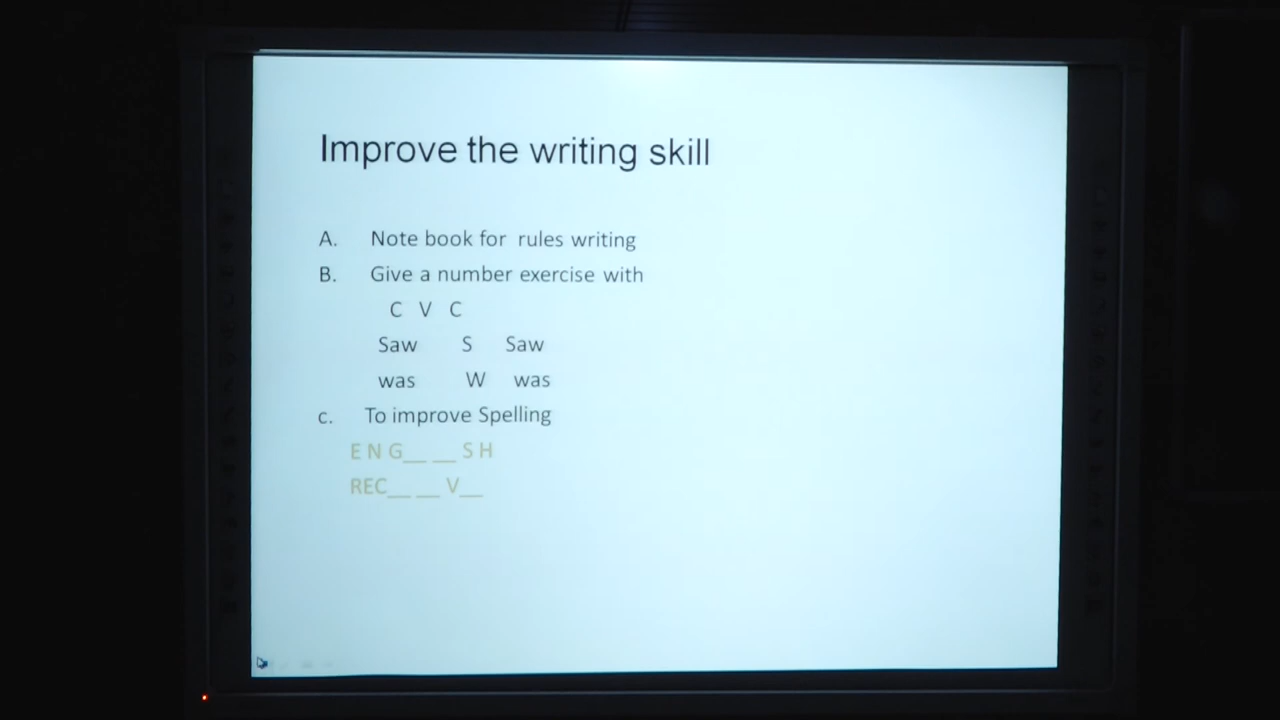 Improve the writing skill
A. Note book for rules writing
B. Give a number exercise with
C V C
Saw S Saw
was W was
c. To improve Spelling
E N G__ __ S H
REC__ __ V__